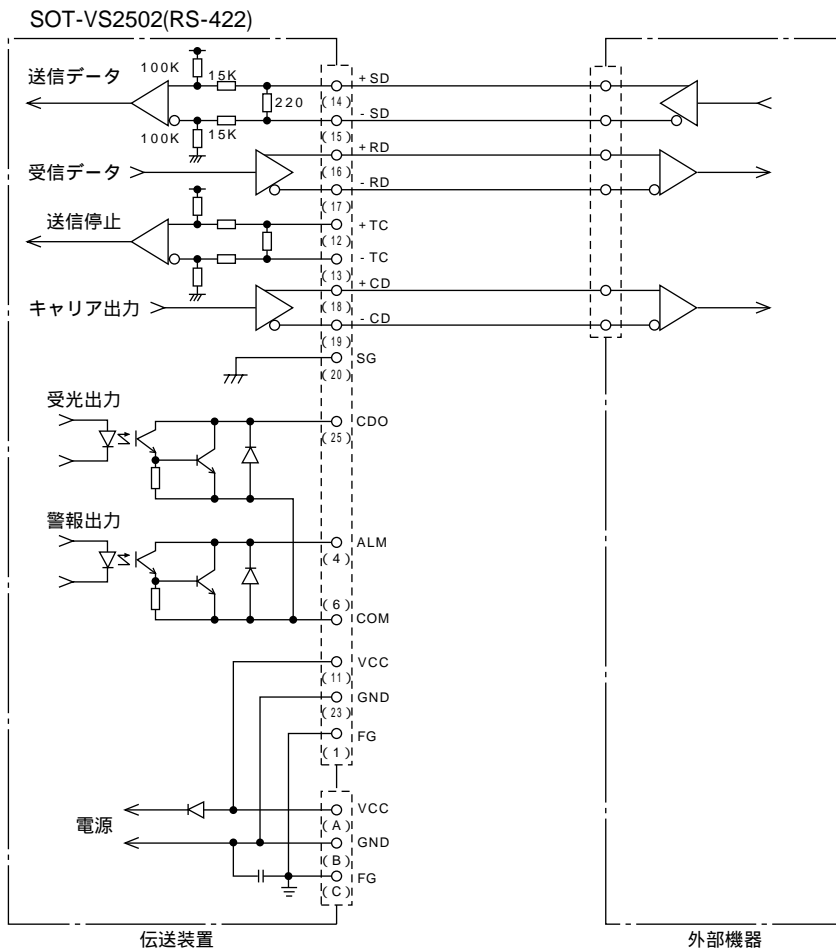 SOT-VS2502(RS-422)
送信データ
100K
15K
220
100K
15K
+SD
(14)
-SD
(15)
受信データ
+RD
(16)
-RD
(17)
送信停止
+TC
(12)
-TC
(13)
キャリア出力
+CD
(18)
-CD
(19)
SG
(20)
受光出力
CDO
(25)
警報出力
ALM
(4)
(6)
COM
VCC
(11)
GND
(23)
FG
(1)
電源
VCC
(A)
GND
(B)
FG
(C)
伝送装置
外部機器